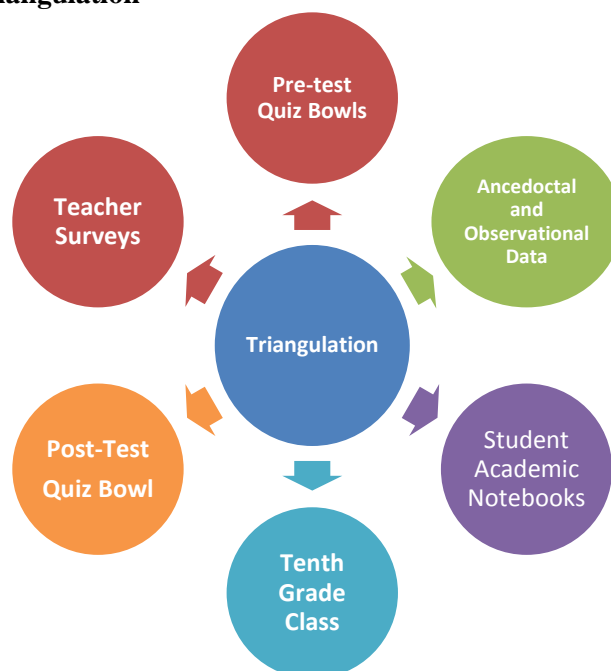 angulation
Pre-test
Quiz Bowls
Teacher
Surveys
Ancedoctal
and
Observational
Data
Triangulation
Post-Test
Quiz Bowl
Student
Academic
Notebooks
Tenth
Grade
Class